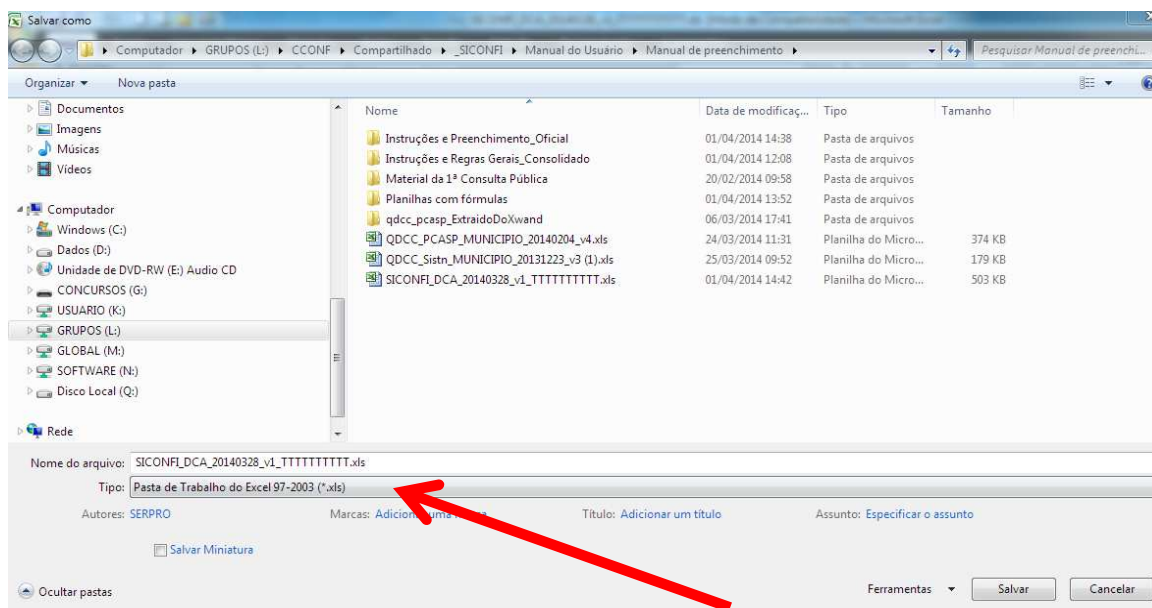 Salvar como
Computador GRUPOS (L:) CCONF Compartilhado _SICONFI Manual do Usuário Manual de preenchimento Pesquisar Manual de preenchi...
Organizar Nova pasta
Documentos
Imagens
Músicas
Vídeos
Computador
Windows (C:)
Dados (D:)
Unidade de DVD-RW (E:) Audio CD
CONCURSOS (G:)
USUARIO (K:)
GRUPOS (L:)
GLOBAL (M:)
SOFTWARE (N:)
Disco Local (Q:)
Rede
Nome Data de modificaç... Tipo Tamanho
Instruções e Preenchimento_Oficial 01/04/2014 14:38 Pasta de arquivos
Instruções e Regras Gerais_Consolidado 01/04/2014 12:08 Pasta de arquivos
Material da 1ª Consulta Pública 20/02/2014 09:58 Pasta de arquivos
Planilhas com fórmulas 01/04/2014 13:52 Pasta de arquivos
qdcc_pcasp_ExtraidoDoXwand 06/03/2014 17:41 Pasta de arquivos
QDCC_PCASP_MUNICIPIO_20140204_v4.xls 24/03/2014 11:31 Planilha do Micro... 374 KB
QDCC_Sistn_MUNICIPIO_20131223_v3 (1).xls 25/03/2014 09:52 Planilha do Micro... 179 KB
SICONFI_DCA_20140328_v1_TTTTTTTTTT.xls 01/04/2014 14:42 Planilha do Micro... 503 KB
Nome do arquivo: SICONFI_DCA_20140328_v1_TTTTTTTTTT.xls
Tipo: Pasta de Trabalho do Excel 97-2003 (*.xls)
Autores: SERPRO Marcas: Adicionar uma Título: Adicionar um título Assunto: Especificar o assunto
Salvar Miniatura
Ocultar pastas Ferramentas Salvar Cancelar